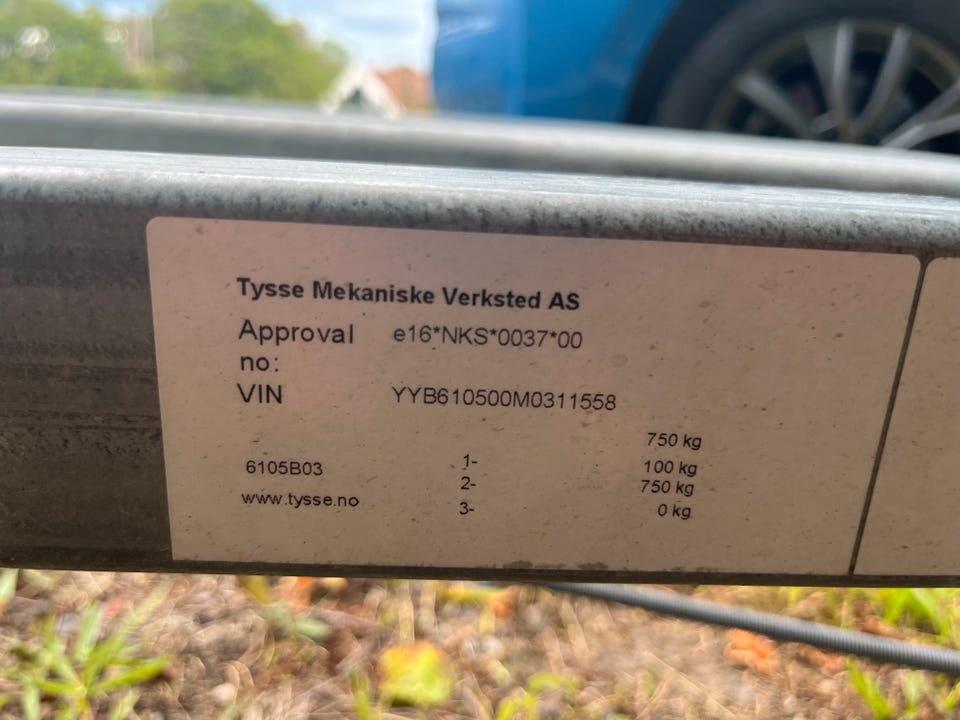 Tysse Mekaniske Verksted AS
Approval no: e16*NKS*0037*00
VIN YYB610500M0311558
750 kg
6105B03 1- 100 kg
2- 750 kg
www.tysse.no 3- 0 kg